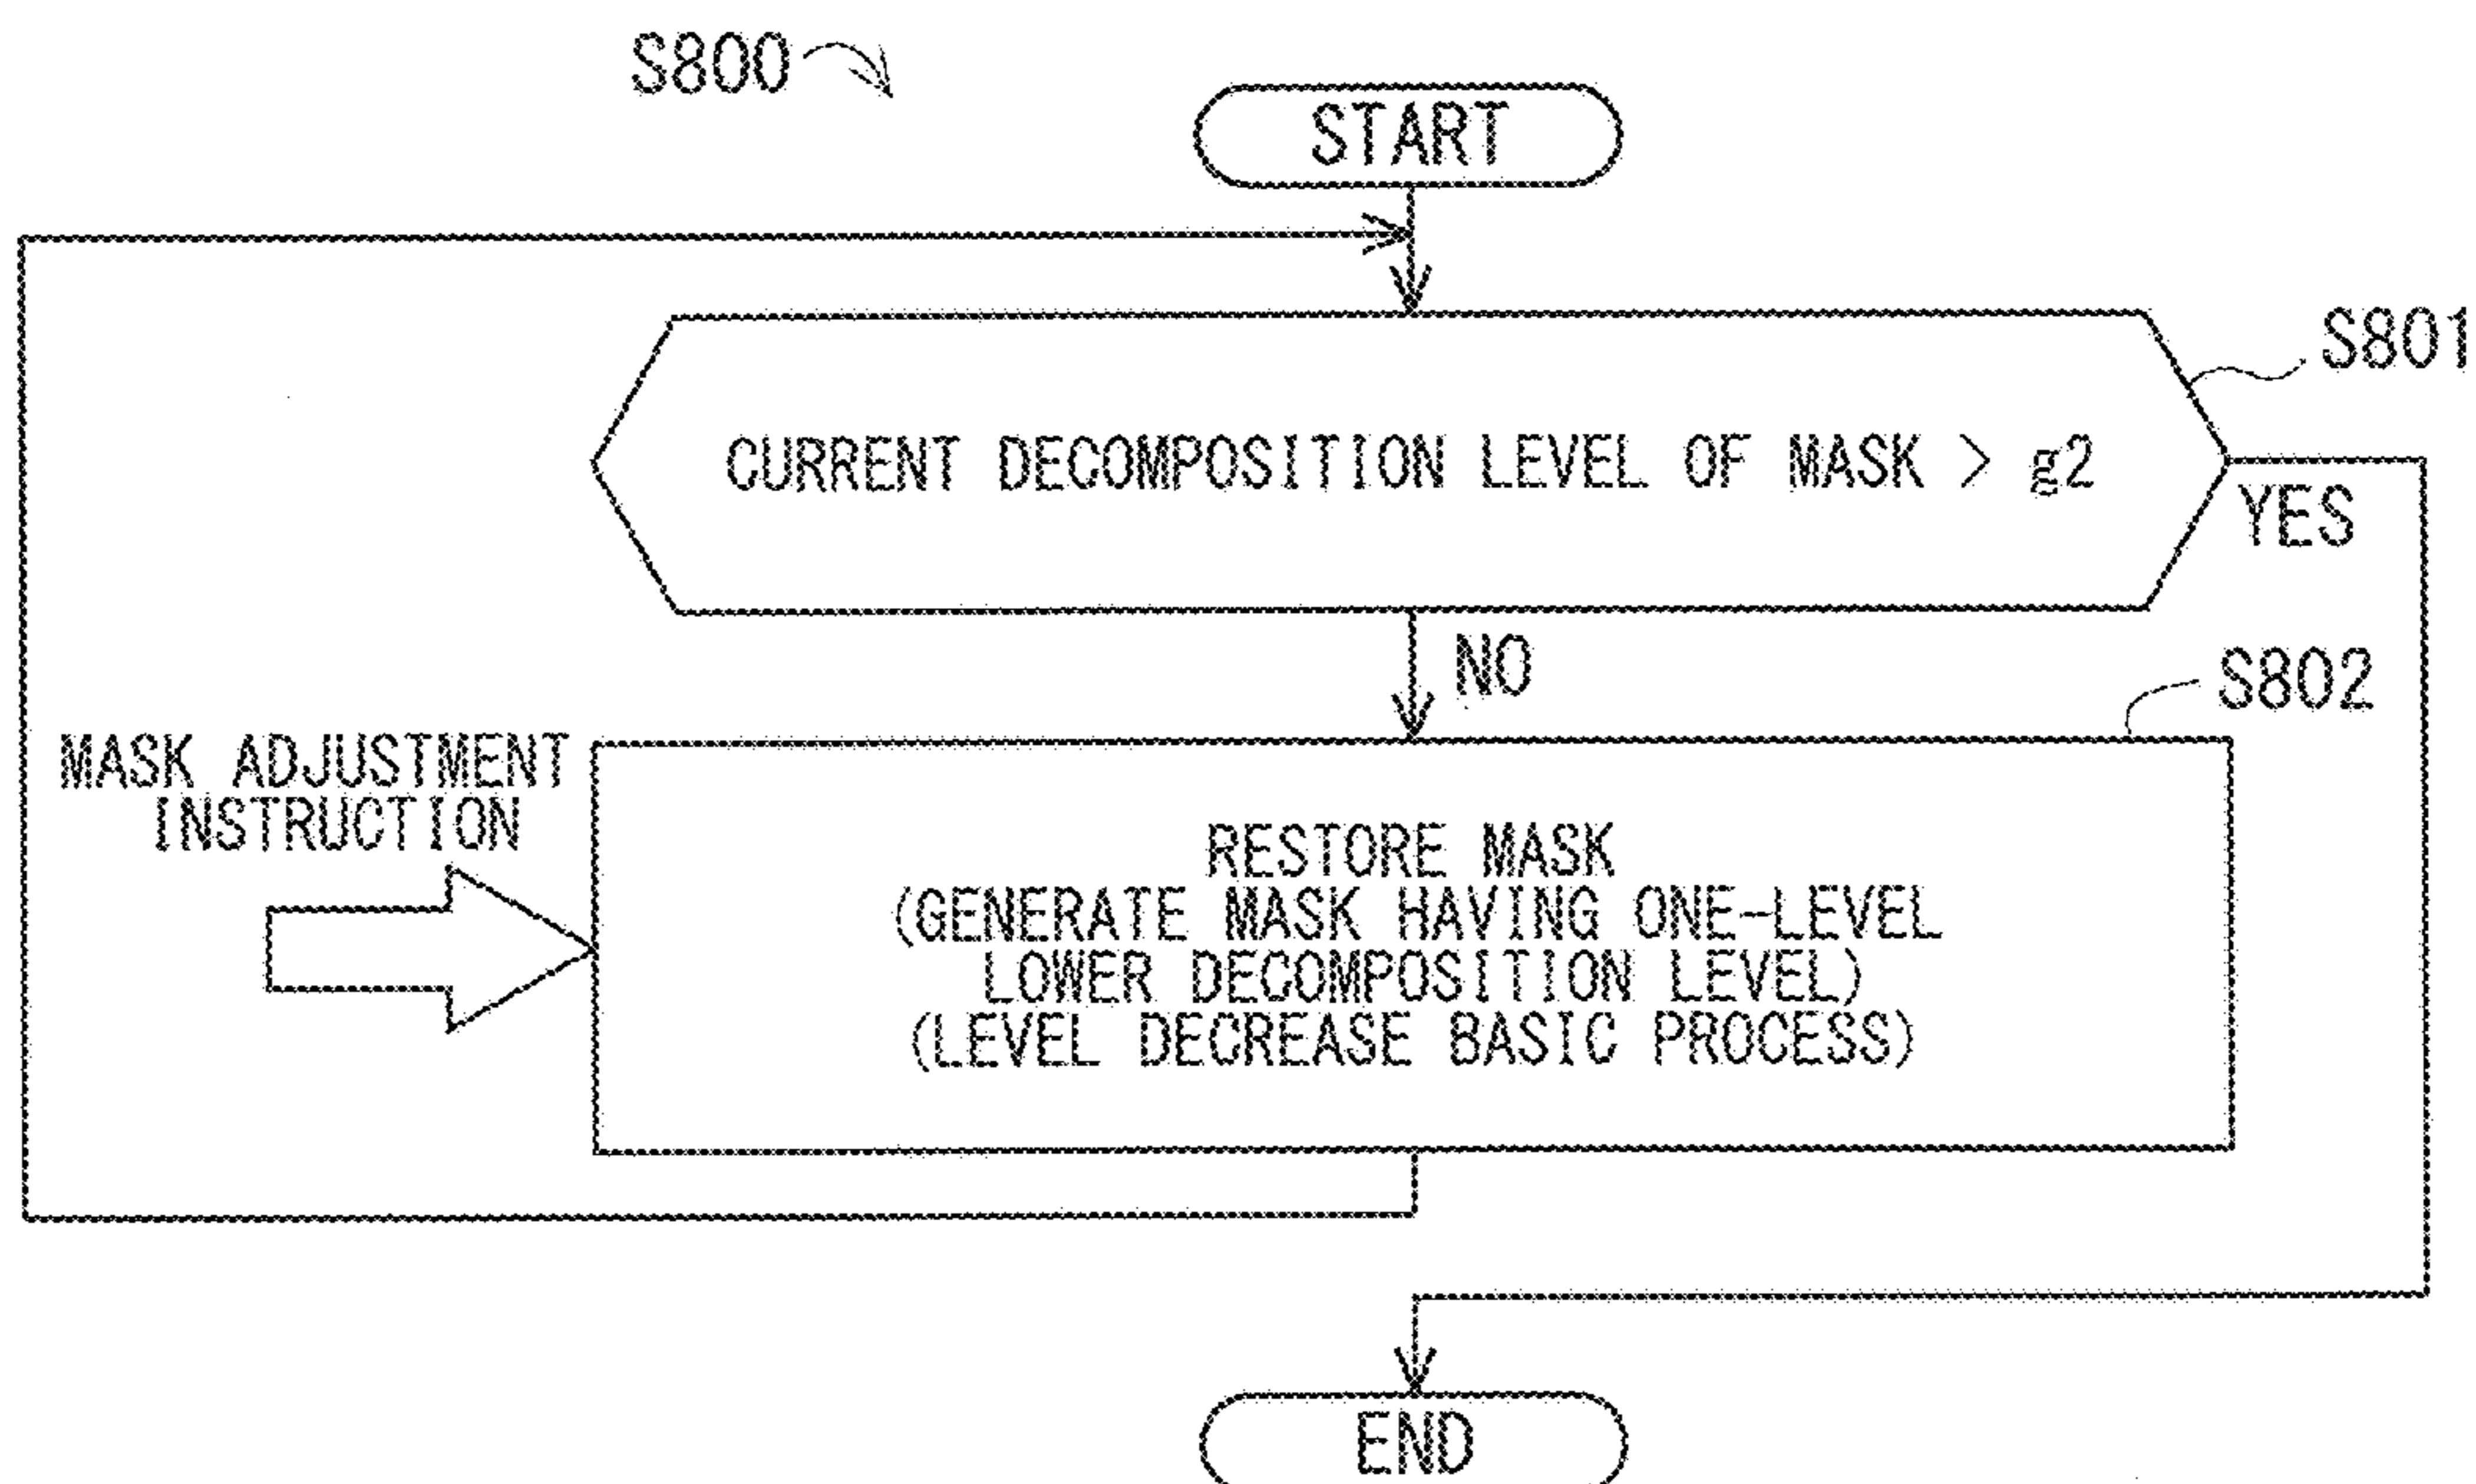 S800
START
S801
CURRENT DECOMPOSITION LEVEL OF MASK > g2
YES
NO
S802
MASK ADJUSTMENT
INSTRUCTION
RESTORE MASK
(GENERATE MASK HAVING ONE-LEVEL
LOWER DECOMPOSITION LEVEL)
(LEVEL DECREASE BASIC PROCESS)
END